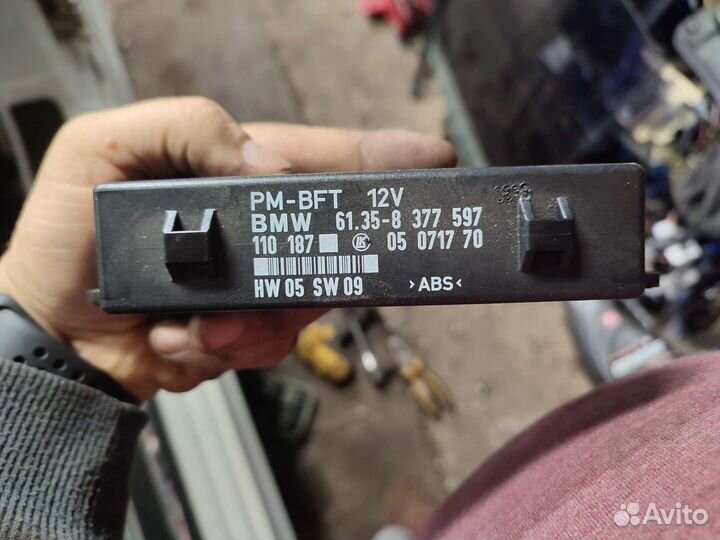 PM-BFT 12V
BMW 61.35-8 377 597
110 187 LK 05 0717 70
HW 05 SW 09 >ABS<
Avito